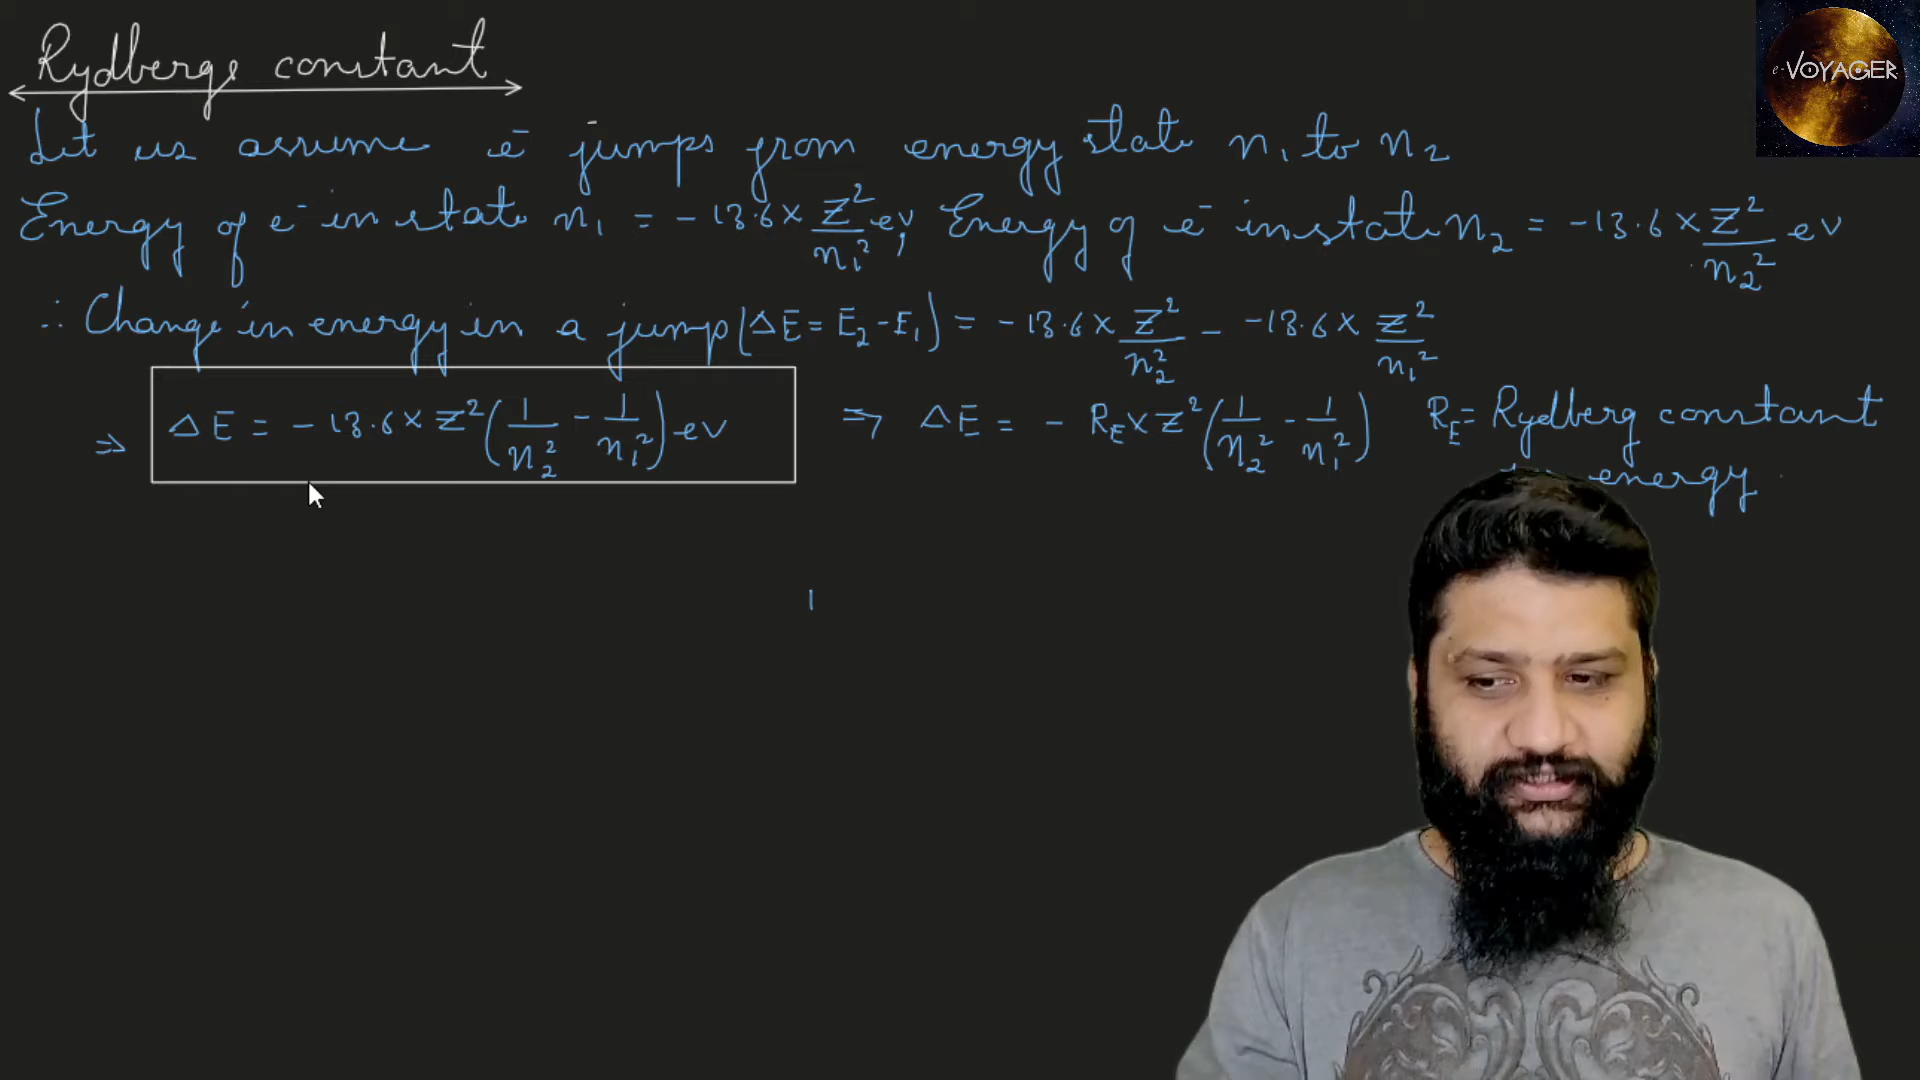 Rydbergs constant
e-VOYAGER
Let us assume e⁻ jumps from energy state n₁ to n₂
Energy of e⁻ in state n₁ = -13.6 × Z²/n₁² ev, Energy of e⁻ in state n₂ = -13.6 × Z²/n₂² ev
∴ Change in energy in a jump (ΔE = E₂ - E₁) = -13.6 × Z²/n₂² - -13.6 × Z²/n₁²
⇒ ΔE = -13.6 × Z² (1/n₂² - 1/n₁²) ev ⇒ ΔE = - R_E × Z² (1/n₂² - 1/n₁²) R_E = Rydberg constant
energy